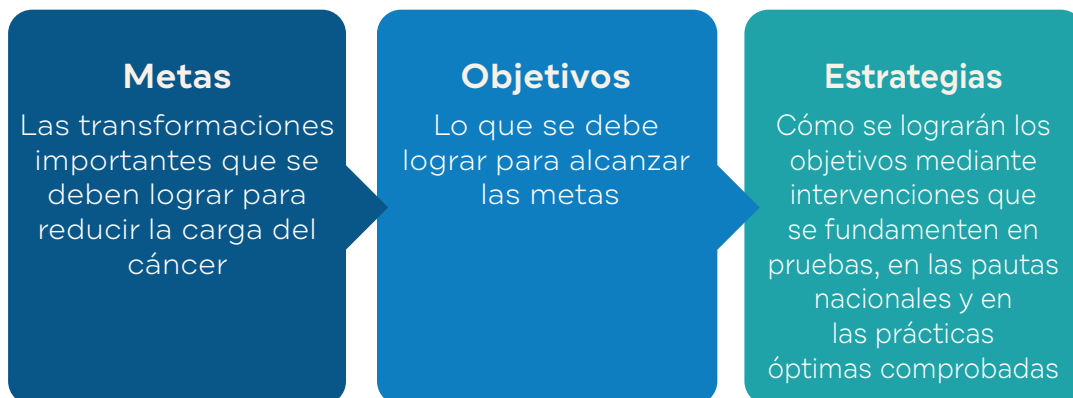 Metas
Las transformaciones
importantes que se
deben lograr para
reducir la carga del
cáncer
Objetivos
Lo que se debe
lograr para alcanzar
las metas
Estrategias
Cómo se lograrán los
objetivos mediante
intervenciones que
se fundamenten en
pruebas, en las pautas
nacionales y en
las prácticas
óptimas comprobadas